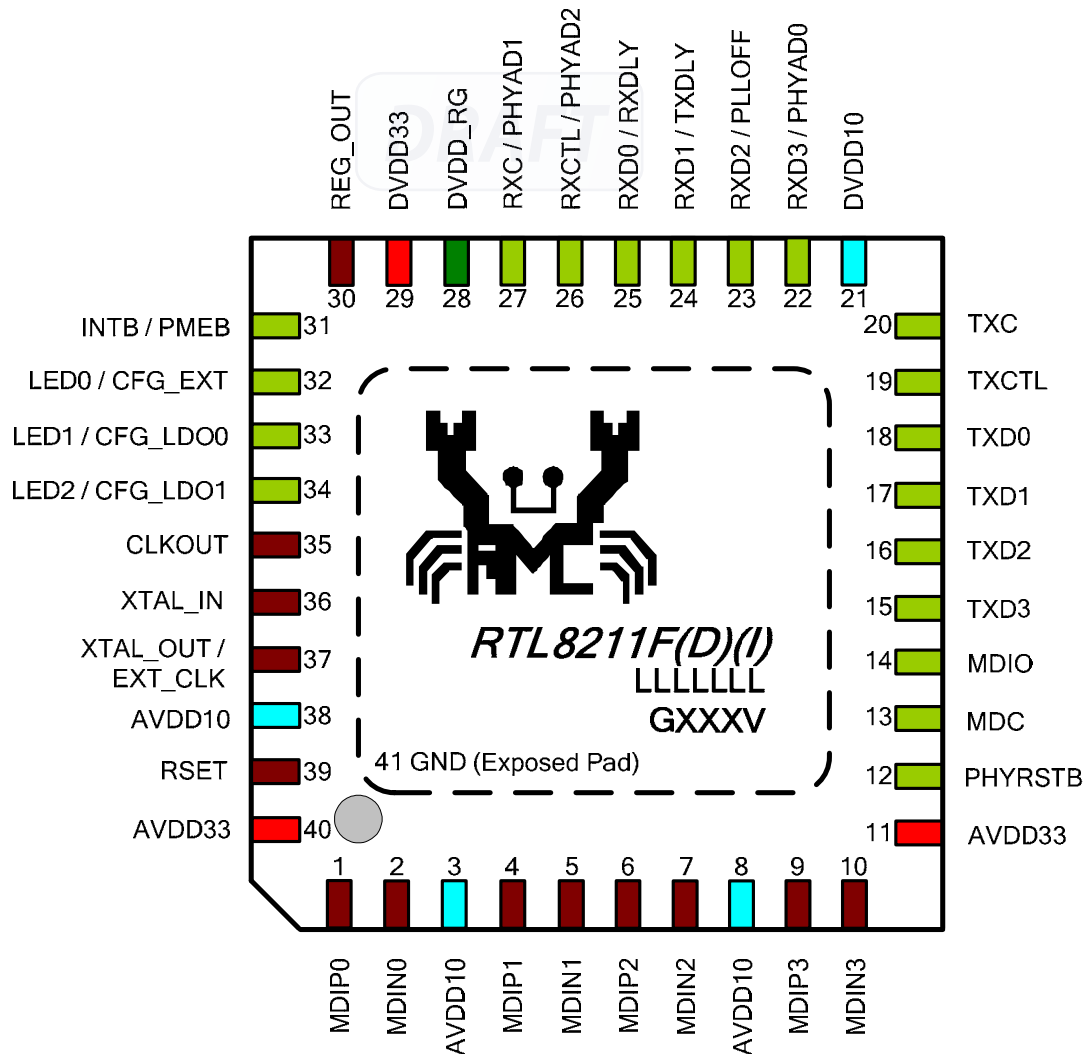 DRAFT
REG_OUT
DVDD33
DVDD_RG
RXC / PHYAD1
RXCTL / PHYAD2
RXD0 / RXDLY
RXD1 / TXDLY
RXD2 / PLLOFF
RXD3 / PHYAD0
DVDD10
30 29 28 27 26 25 24 23 22 21
INTB / PMEB 31
LED0 / CFG_EXT 32
LED1 / CFG_LDO0 33
LED2 / CFG_LDO1 34
CLKOUT 35
XTAL_IN 36
XTAL_OUT / 37
EXT_CLK
AVDD10 38
RSET 39
AVDD33 40
20 TXC
19 TXCTL
18 TXD0
17 TXD1
16 TXD2
15 TXD3
14 MDIO
13 MDC
12 PHYRSTB
11 AVDD33
RTL8211F(D)(I)
LLLLLLL
GXXXV
41 GND (Exposed Pad)
1 2 3 4 5 6 7 8 9 10
MDIP0
MDIN0
AVDD10
MDIP1
MDIN1
MDIP2
MDIN2
AVDD10
MDIP3
MDIN3